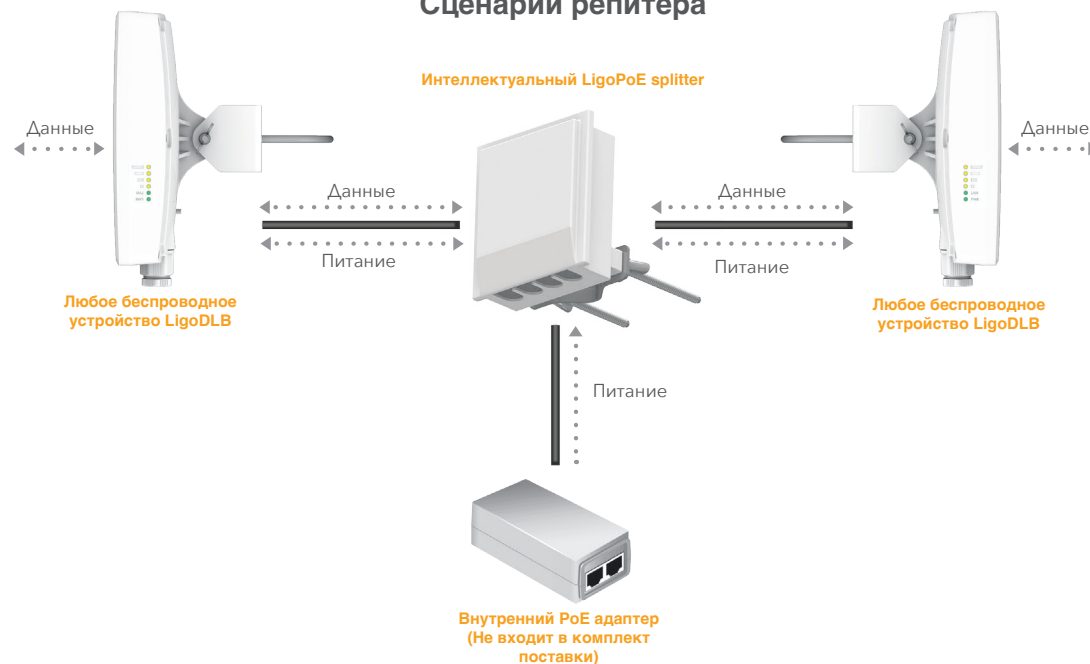 Сценарий репитера
Интеллектуальный LigoPoE splitter
Данные
Данные
Данные
Данные
Питание
Питание
Любое беспроводное
устройство LigoDLB
Любое беспроводное
устройство LigoDLB
Питание
Внутренний PoE адаптер
(Не входит в комплект
поставки)